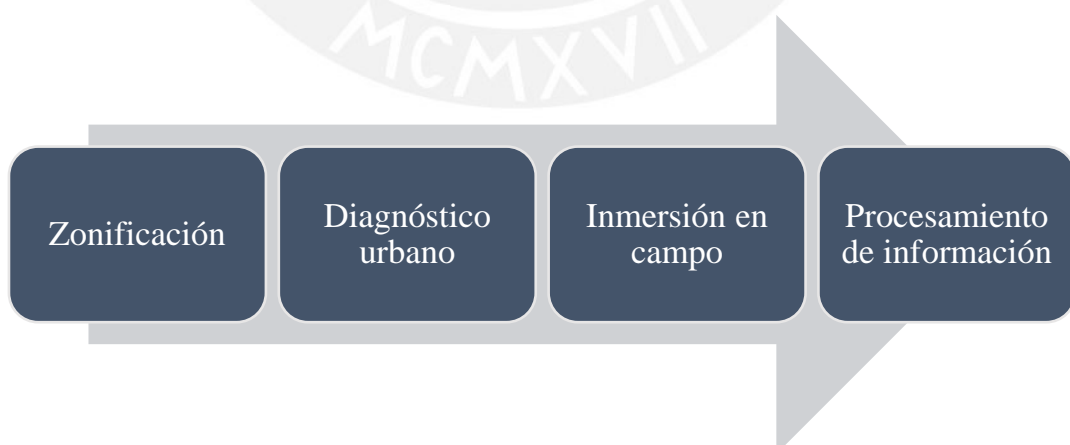 MCMXVII
Zonificación
Diagnóstico
urbano
Inmersión en
campo
Procesamiento
de información